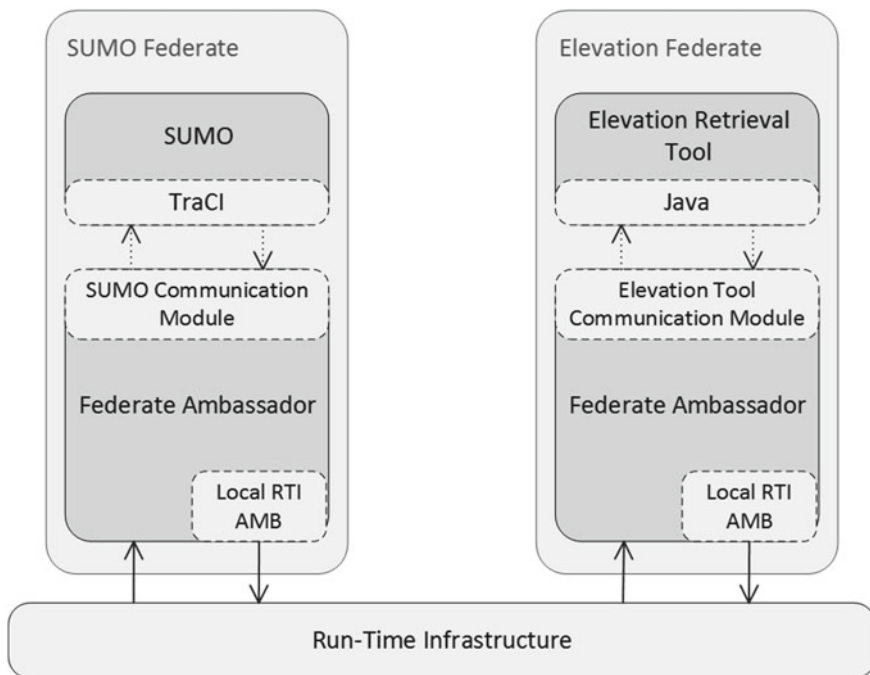 SUMO Federate
SUMO
TraCI
SUMO Communication
Module
Federate Ambassador
Local RTI
AMB
Elevation Federate
Elevation Retrieval
Tool
Java
Elevation Tool
Communication Module
Federate Ambassador
Local RTI
AMB
Run-Time Infrastructure